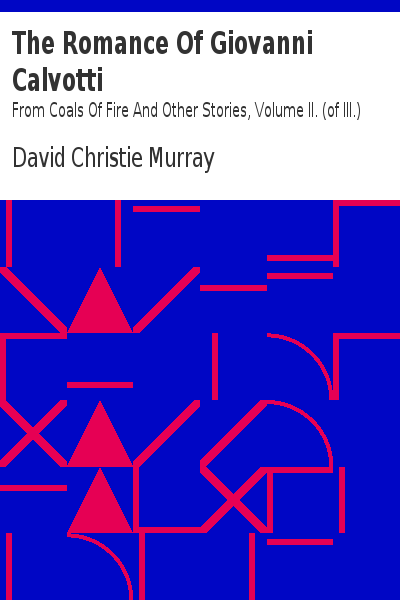 The Romance Of Giovanni
Calvotti
From Coals Of Fire And Other Stories, Volume II. (of III.)
David Christie Murray